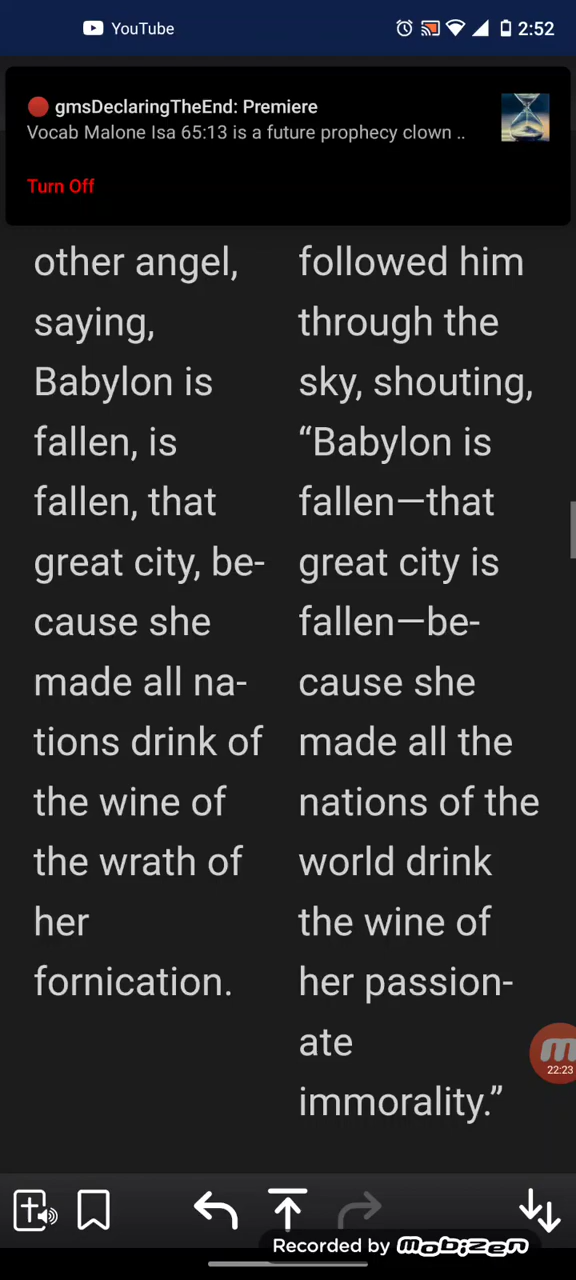 YouTube
2:52
gmsDeclaringTheEnd: Premiere
Vocab Malone Isa 65:13 is a future prophecy clown ..
Turn Off
other angel,
saying,
Babylon is
fallen, is
fallen, that
great city, be-
cause she
made all na-
tions drink of
the wine of
the wrath of
her
fornication.
followed him
through the
sky, shouting,
“Babylon is
fallen—that
great city is
fallen—be-
cause she
made all the
nations of the
world drink
the wine of
her passion-
ate
immorality.”
22:23
Recorded by mobizen